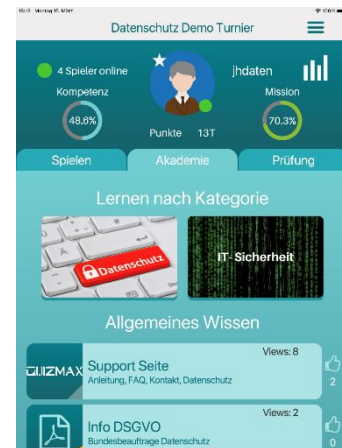 Datenschutz Demo Turnier
4 Spieler online
jhdaten
Kompetenz
Mission
48.6%
70.3%
Punkte 13T
Spielen
Akademie
Prüfung
Lernen nach Kategorie
Datenschutz
IT- Sicherheit
Allgemeines Wissen
Views: 8
QUIZMAX
Support Seite
Anleitung, FAQ, Kontakt, Datenschutz
2
Views: 2
Info DSGVO
Bundesbeauftrage Datenschutz
0